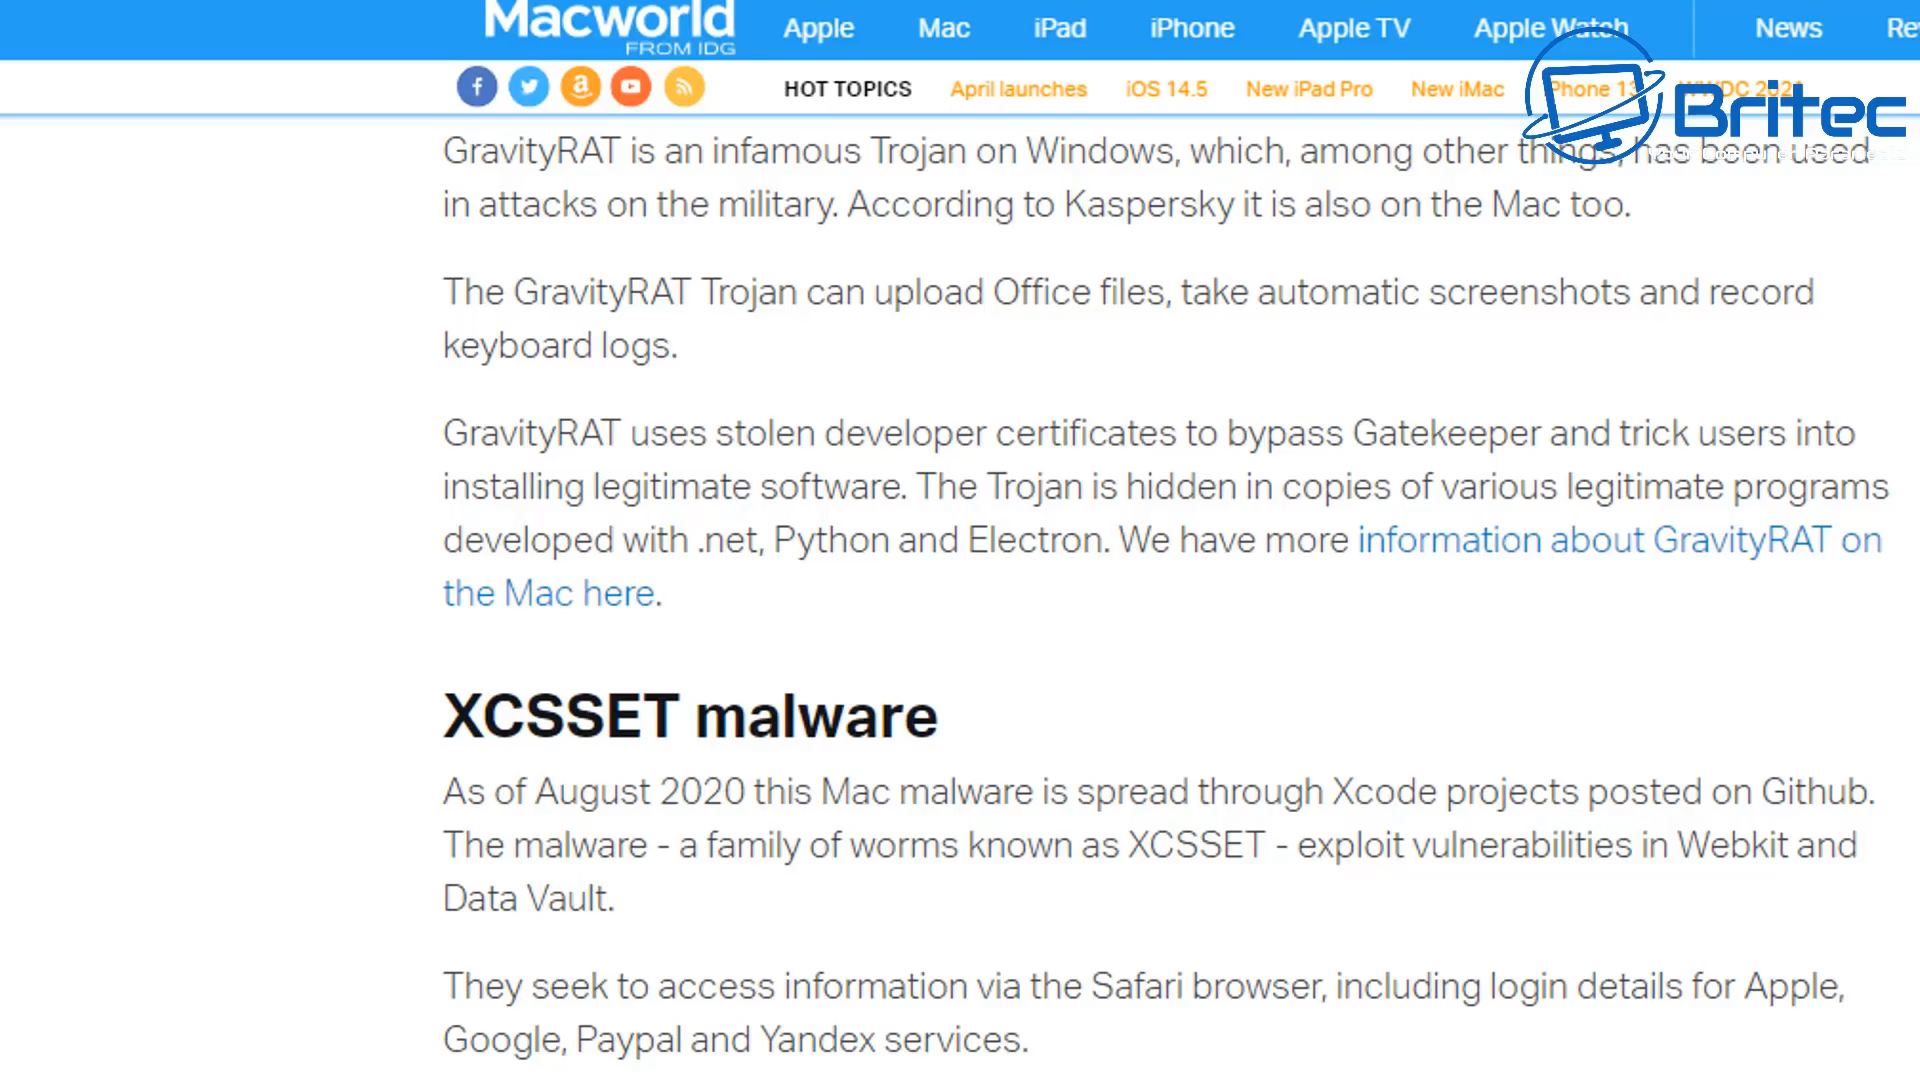 Macworld
FROM IDG
Apple Mac iPad iPhone Apple TV Apple Watch News
HOT TOPICS April launches iOS 14.5 New iPad Pro New iMac iPhone 13 WWDC 2021
Britec
GravityRAT is an infamous Trojan on Windows, which, among other things, has been used
in attacks on the military. According to Kaspersky it is also on the Mac too.
The GravityRAT Trojan can upload Office files, take automatic screenshots and record
keyboard logs.
GravityRAT uses stolen developer certificates to bypass Gatekeeper and trick users into
installing legitimate software. The Trojan is hidden in copies of various legitimate programs
developed with .net, Python and Electron. We have more information about GravityRAT on
the Mac here.
XCSSET malware
As of August 2020 this Mac malware is spread through Xcode projects posted on Github.
The malware - a family of worms known as XCSSET - exploit vulnerabilities in Webkit and
Data Vault.
They seek to access information via the Safari browser, including login details for Apple,
Google, Paypal and Yandex services.